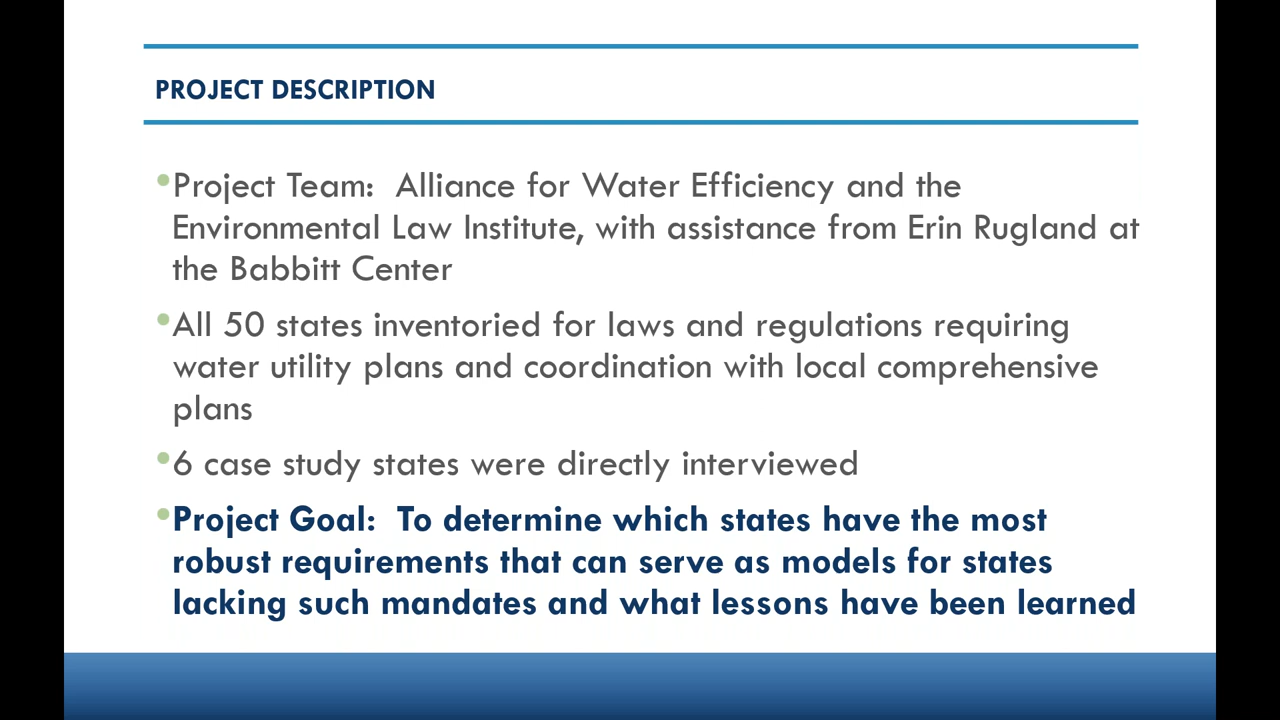 PROJECT DESCRIPTION
•Project Team:  Alliance for Water Efficiency and the
Environmental Law Institute, with assistance from Erin Rugland at
the Babbitt Center
•All 50 states inventoried for laws and regulations requiring
water utility plans and coordination with local comprehensive
plans
•6 case study states were directly interviewed
•Project Goal:  To determine which states have the most
robust requirements that can serve as models for states
lacking such mandates and what lessons have been learned